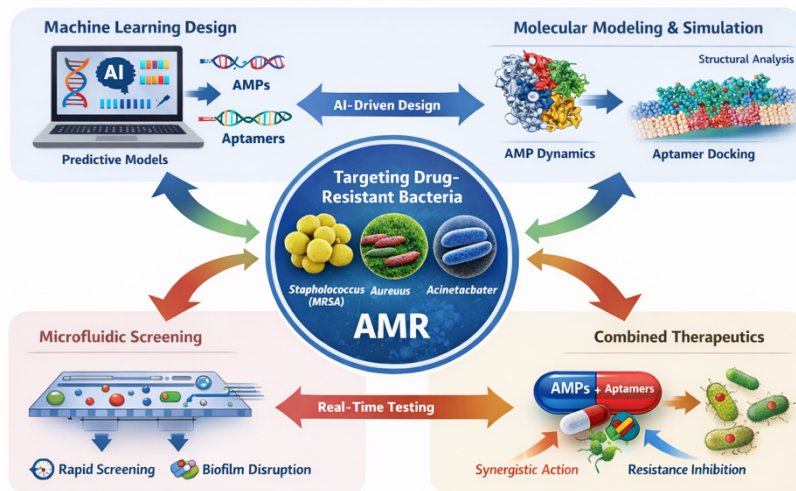 Machine Learning Design
AI
AMPs
Aptamers
Predictive Models
AI-Driven Design
Molecular Modeling & Simulation
Structural Analysis
AMP Dynamics
Aptamer Docking
Targeting Drug-
Resistant Bacteria
Stapholococcus
(MRSA)
Aureuus
Acinetacbater
AMR
Microfluidic Screening
Rapid Screening
Biofilm Disruption
Real-Time Testing
Combined Therapeutics
AMPs + Aptamers
Synergistic Action
Resistance Inhibition